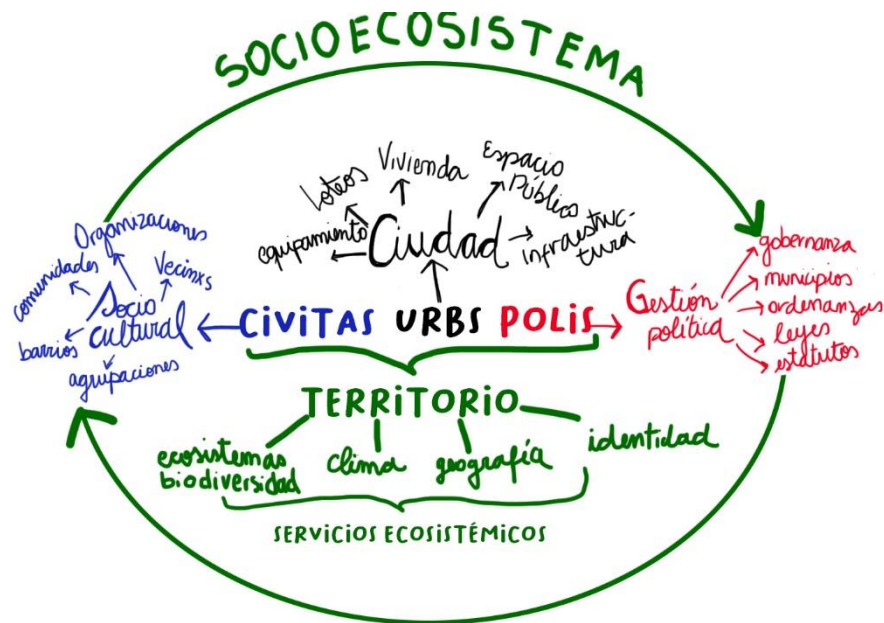 SOCIOECOSISTEMA
Loteos
Vivienda
Espacio
Público
equipamiento
Ciudad
infraestruc-
tura
Organizaciones
comunidades
Vecinxs
Socio
cultural
barrios
agrupaciones
CiViTAS URBS POLiS
Gestión
política
gobernanza
municipios
ordenanzas
leyes
estatutos
TERRiTORiO
ecosistemas
biodiversidad
clima
geografía
identidad
SERViCiOS ECOSiSTÉMiCOS